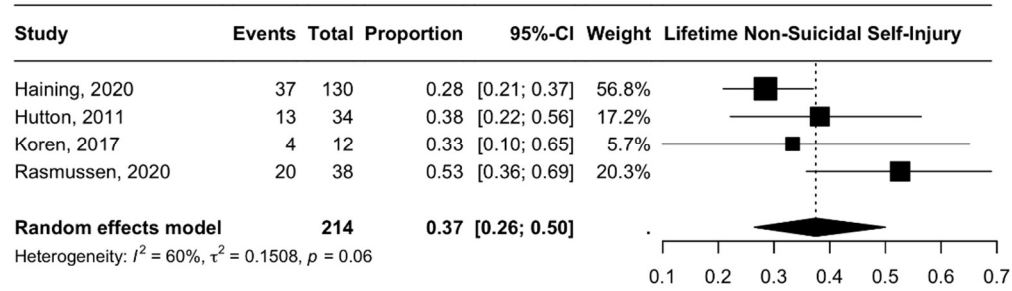 Study Events Total Proportion 95%-CI Weight Lifetime Non-Suicidal Self-Injury
Haining, 2020 37 130 0.28 [0.21; 0.37] 56.8%
Hutton, 2011 13 34 0.38 [0.22; 0.56] 17.2%
Koren, 2017 4 12 0.33 [0.10; 0.65] 5.7%
Rasmussen, 2020 20 38 0.53 [0.36; 0.69] 20.3%
Random effects model 214 0.37 [0.26; 0.50] .
Heterogeneity: I² = 60%, τ² = 0.1508, p = 0.06
0.1 0.2 0.3 0.4 0.5 0.6 0.7